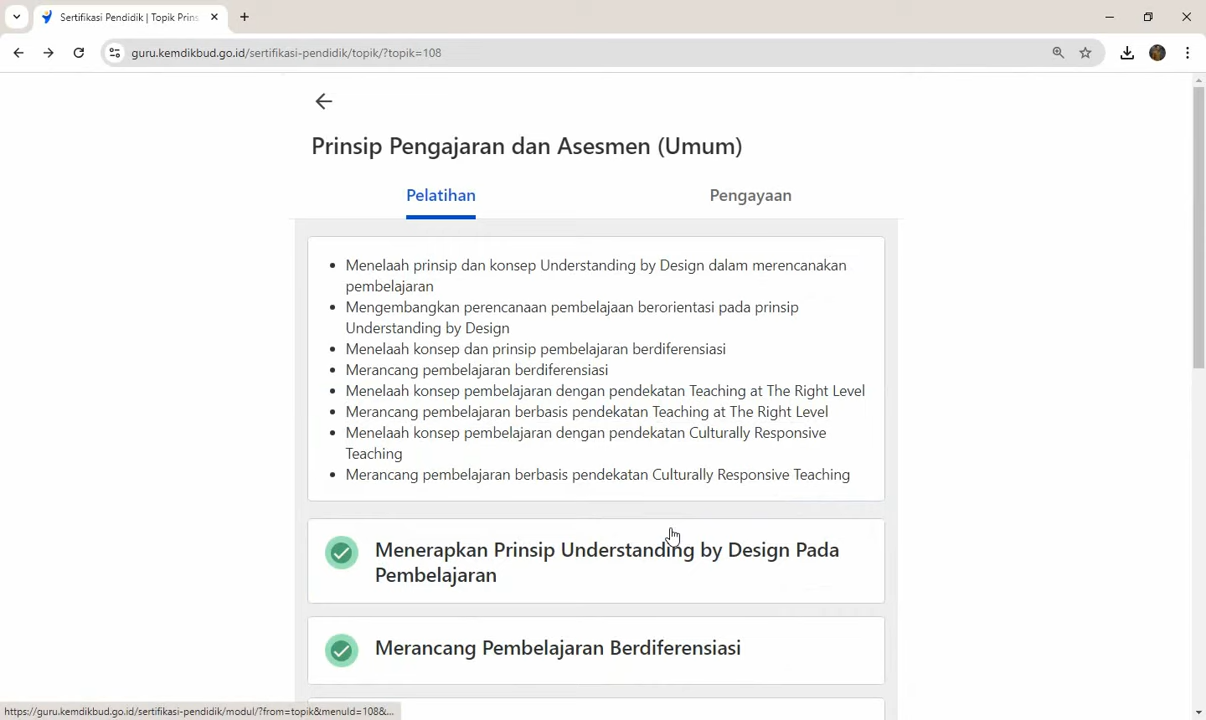 Sertifikasi Pendidik | Topik Prins
guru.kemdikbud.go.id/sertifikasi-pendidik/topik/?topik=108
Prinsip Pengajaran dan Asesmen (Umum)
Pelatihan
Pengayaan
Menelaah prinsip dan konsep Understanding by Design dalam merencanakan
pembelajaran
Mengembangkan perencanaan pembelajaan berorientasi pada prinsip
Understanding by Design
Menelaah konsep dan prinsip pembelajaran berdiferensiasi
Merancang pembelajaran berdiferensiasi
Menelaah konsep pembelajaran dengan pendekatan Teaching at The Right Level
Merancang pembelajaran berbasis pendekatan Teaching at The Right Level
Menelaah konsep pembelajaran dengan pendekatan Culturally Responsive
Teaching
Merancang pembelajaran berbasis pendekatan Culturally Responsive Teaching
Menerapkan Prinsip Understanding by Design Pada
Pembelajaran
Merancang Pembelajaran Berdiferensiasi
https://guru.kemdikbud.go.id/sertifikasi-pendidik/modul/?from=topik&menuId=108&...